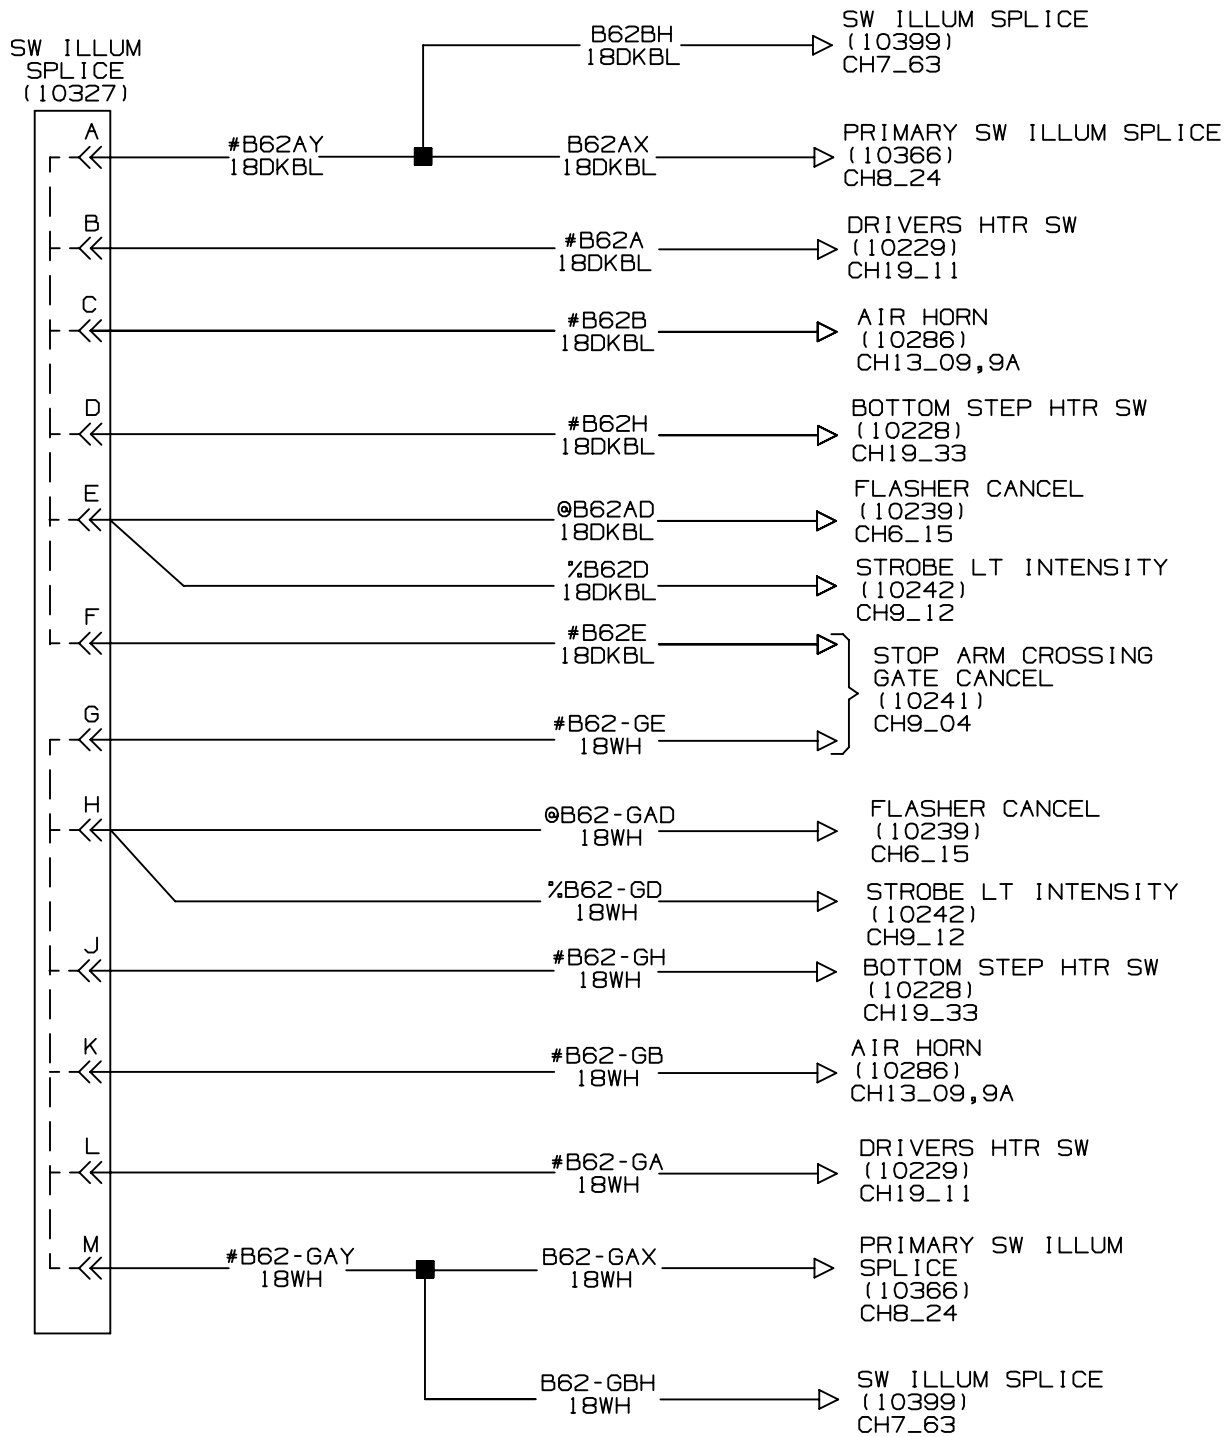 SW ILLUM
SPLICE
(10327)
A
#B62AY
18DKBL
B62BH
18DKBL
SW ILLUM SPLICE
(10399)
CH7_63
B62AX
18DKBL
PRIMARY SW ILLUM SPLICE
(10366)
CH8_24
B
#B62A
18DKBL
DRIVERS HTR SW
(10229)
CH19_11
C
#B62B
18DKBL
AIR HORN
(10286)
CH13_09,9A
D
#B62H
18DKBL
BOTTOM STEP HTR SW
(10228)
CH19_33
E
@B62AD
18DKBL
FLASHER CANCEL
(10239)
CH6_15
%B62D
18DKBL
STROBE LT INTENSITY
(10242)
CH9_12
F
#B62E
18DKBL
STOP ARM CROSSING
GATE CANCEL
(10241)
CH9_04
G
#B62-GE
18WH
H
@B62-GAD
18WH
FLASHER CANCEL
(10239)
CH6_15
%B62-GD
18WH
STROBE LT INTENSITY
(10242)
CH9_12
J
#B62-GH
18WH
BOTTOM STEP HTR SW
(10228)
CH19_33
K
#B62-GB
18WH
AIR HORN
(10286)
CH13_09,9A
L
#B62-GA
18WH
DRIVERS HTR SW
(10229)
CH19_11
M
#B62-GAY
18WH
B62-GAX
18WH
PRIMARY SW ILLUM
SPLICE
(10366)
CH8_24
B62-GBH
18WH
SW ILLUM SPLICE
(10399)
CH7_63